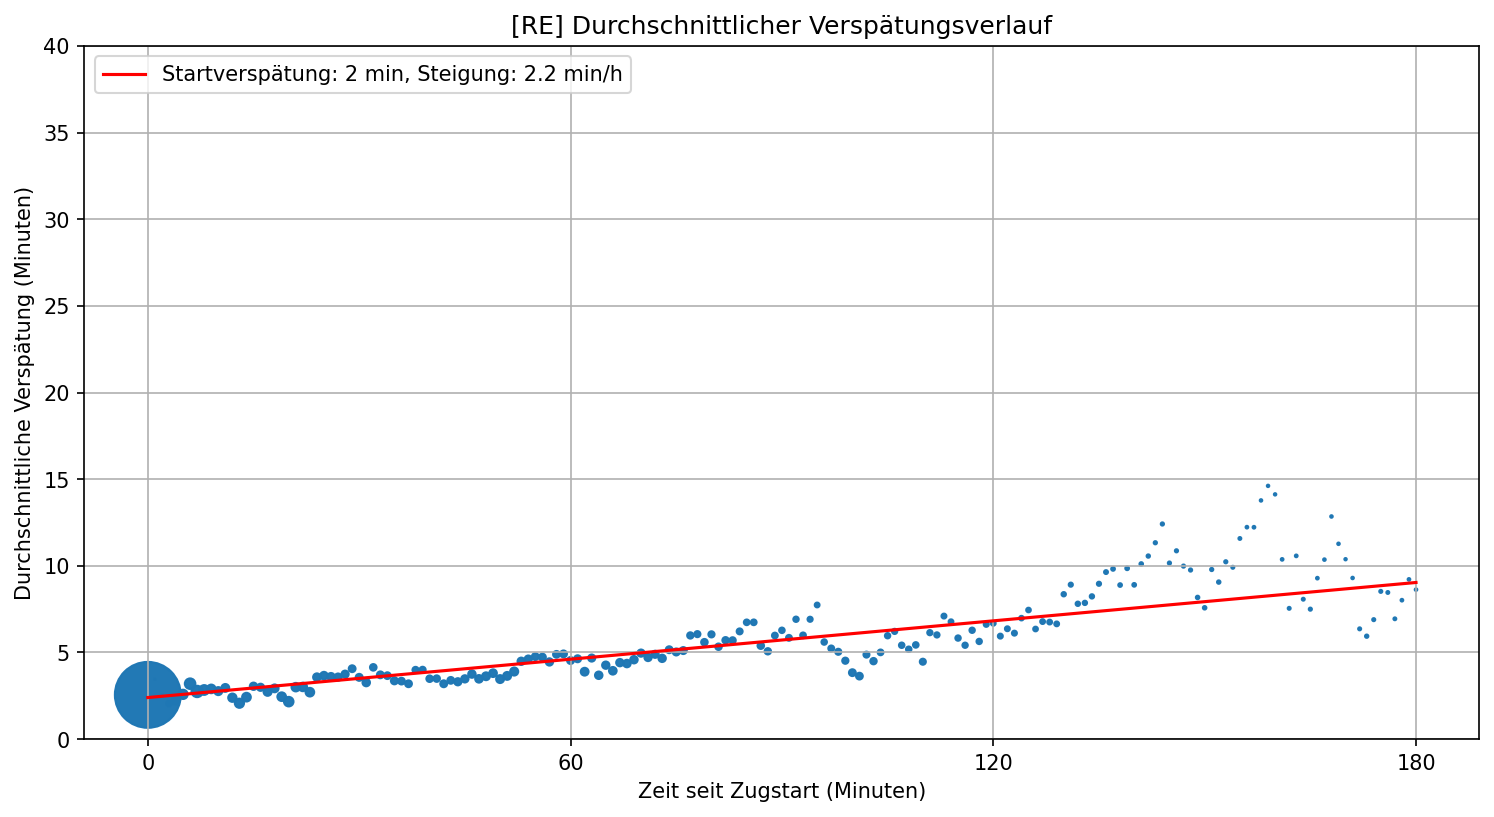 [RE] Durchschnittlicher Verspätungsverlauf
Startverspätung: 2 min, Steigung: 2.2 min/h
Durchschnittliche Verspätung (Minuten)
40
35
30
25
20
15
10
5
0
0 60 120 180
Zeit seit Zugstart (Minuten)